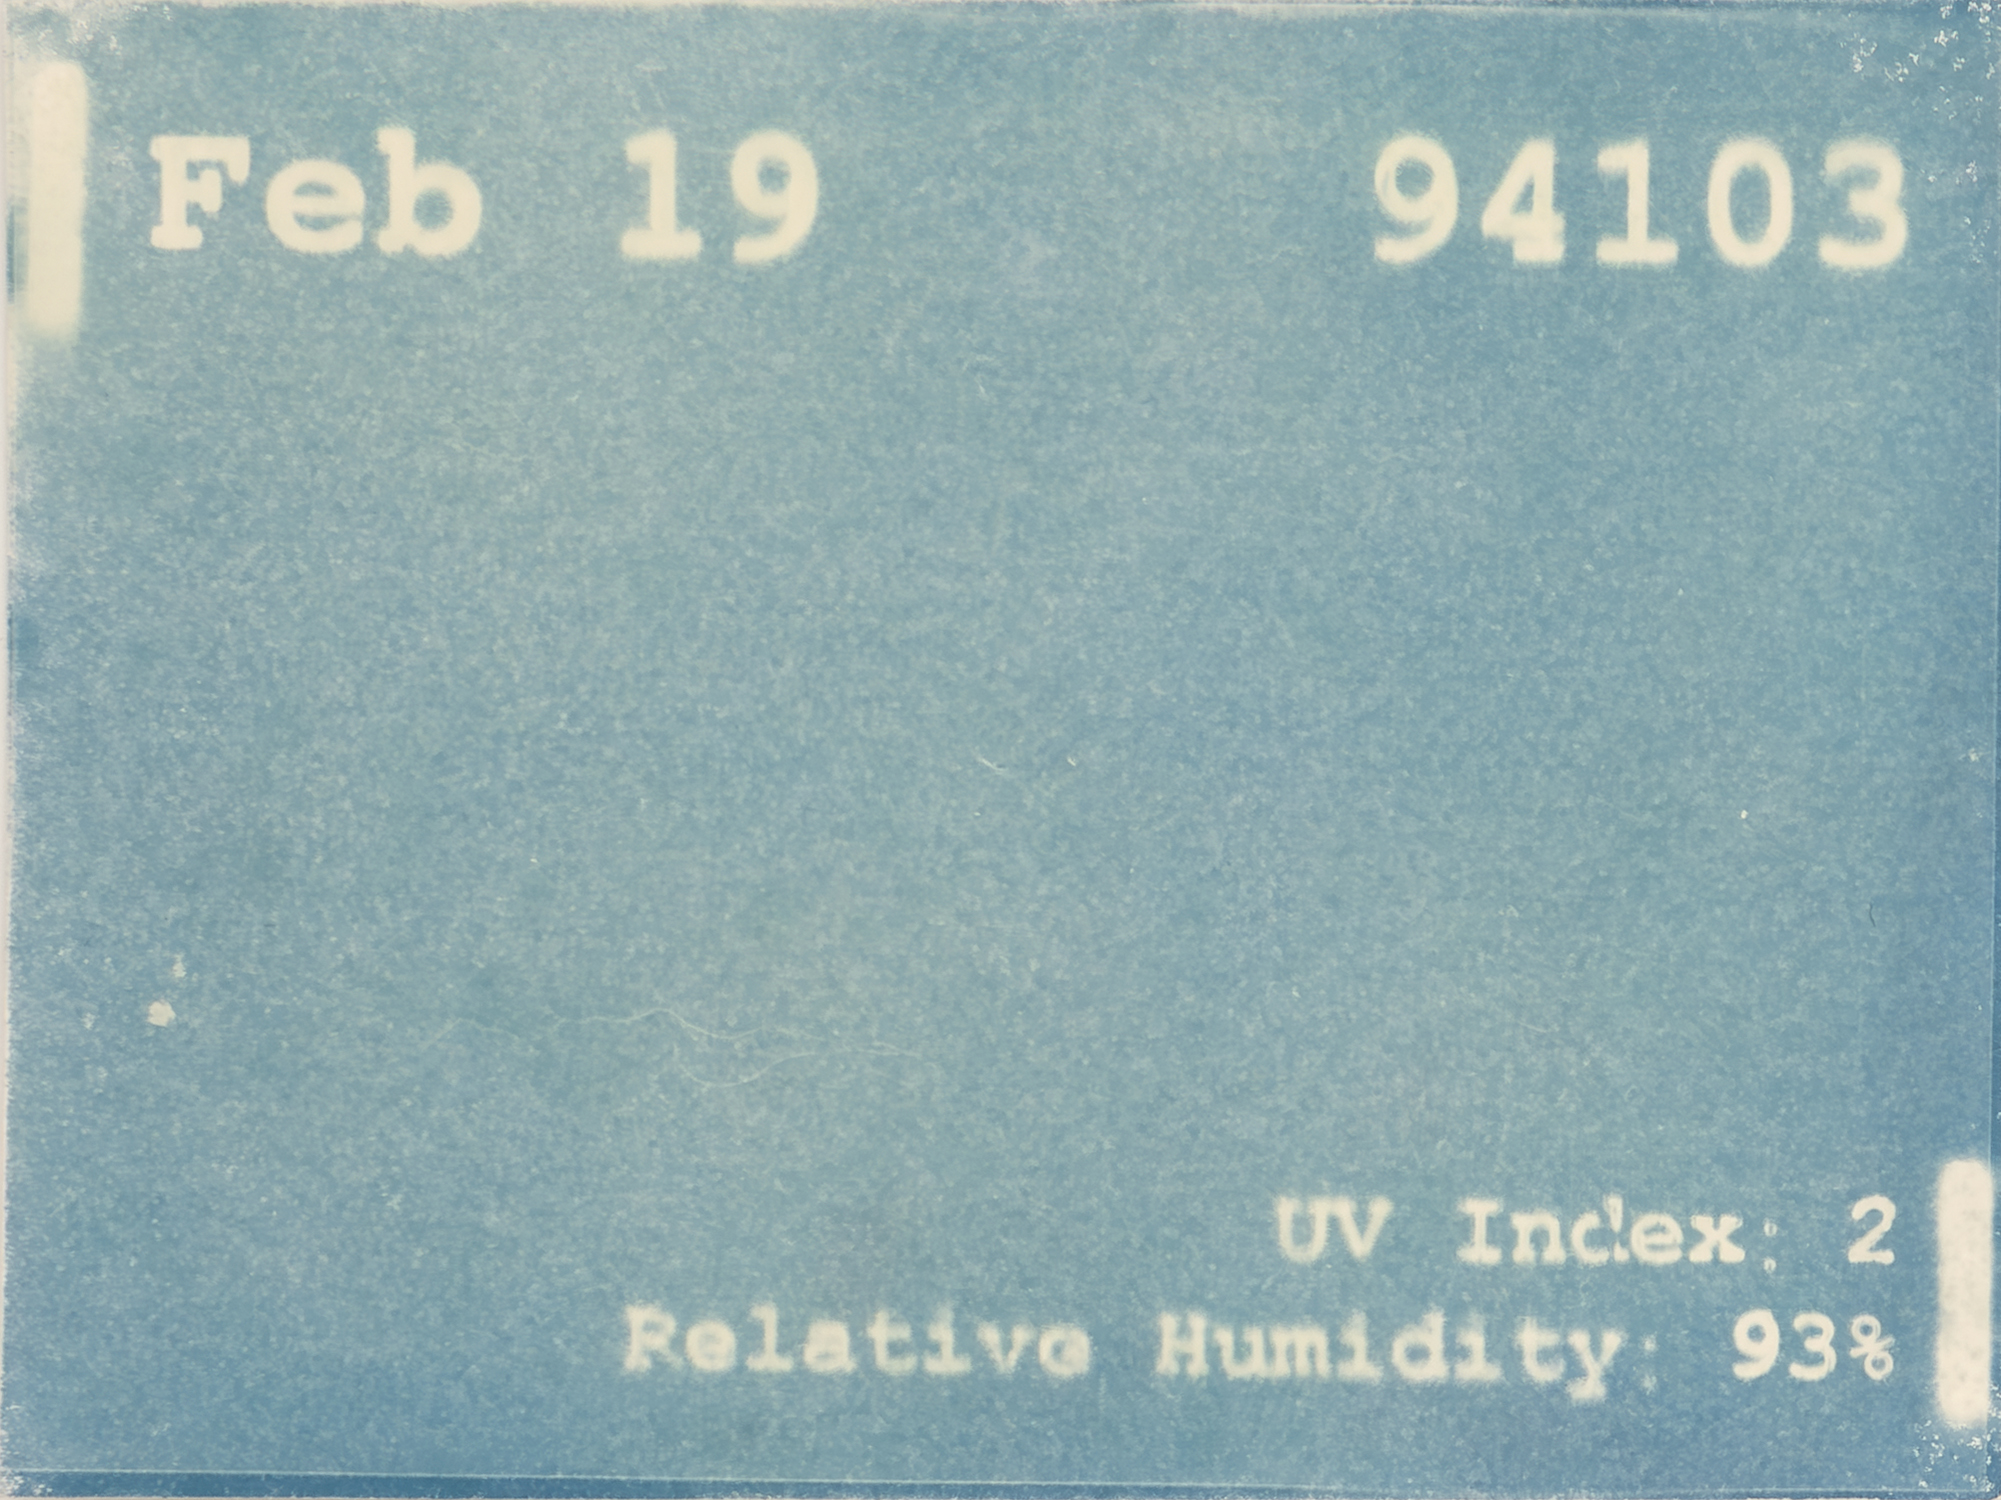 Feb 19 94103
UV Index: 2
Relative Humidity: 93%